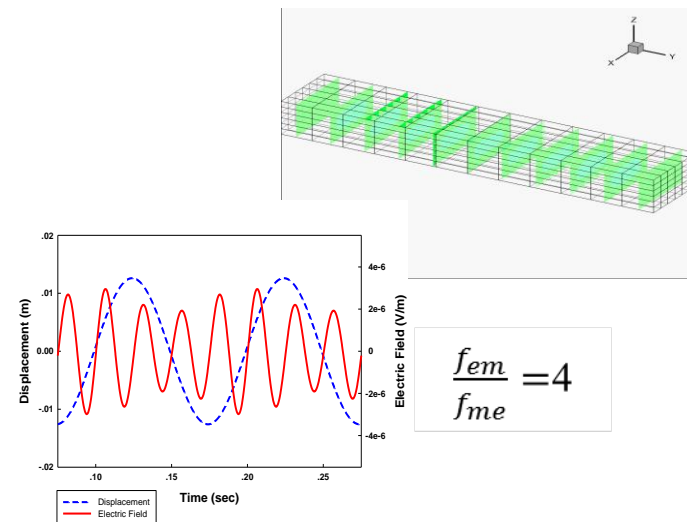 Z
X
Y
.02
.01
0.00
-.01
-.02
Displacement (m)
4e-6
2e-6
0
-2e-6
-4e-6
Electric Field (V/m)
.10
.15
.20
.25
Time (sec)
Displacement
Electric Field
f_em / f_me = 4